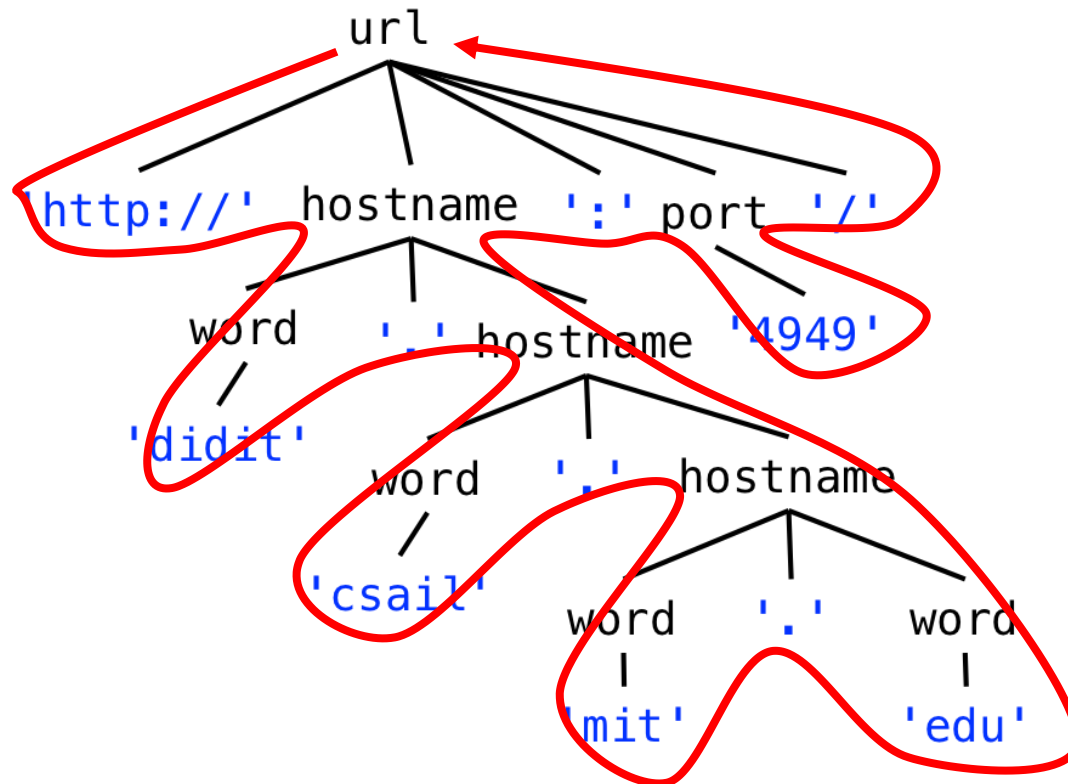 url
'http://' hostname ':' port '/'
word '.' hostname '4949'
'didit'
word '.' hostname
'csail'
word '.' word
'mit' 'edu'